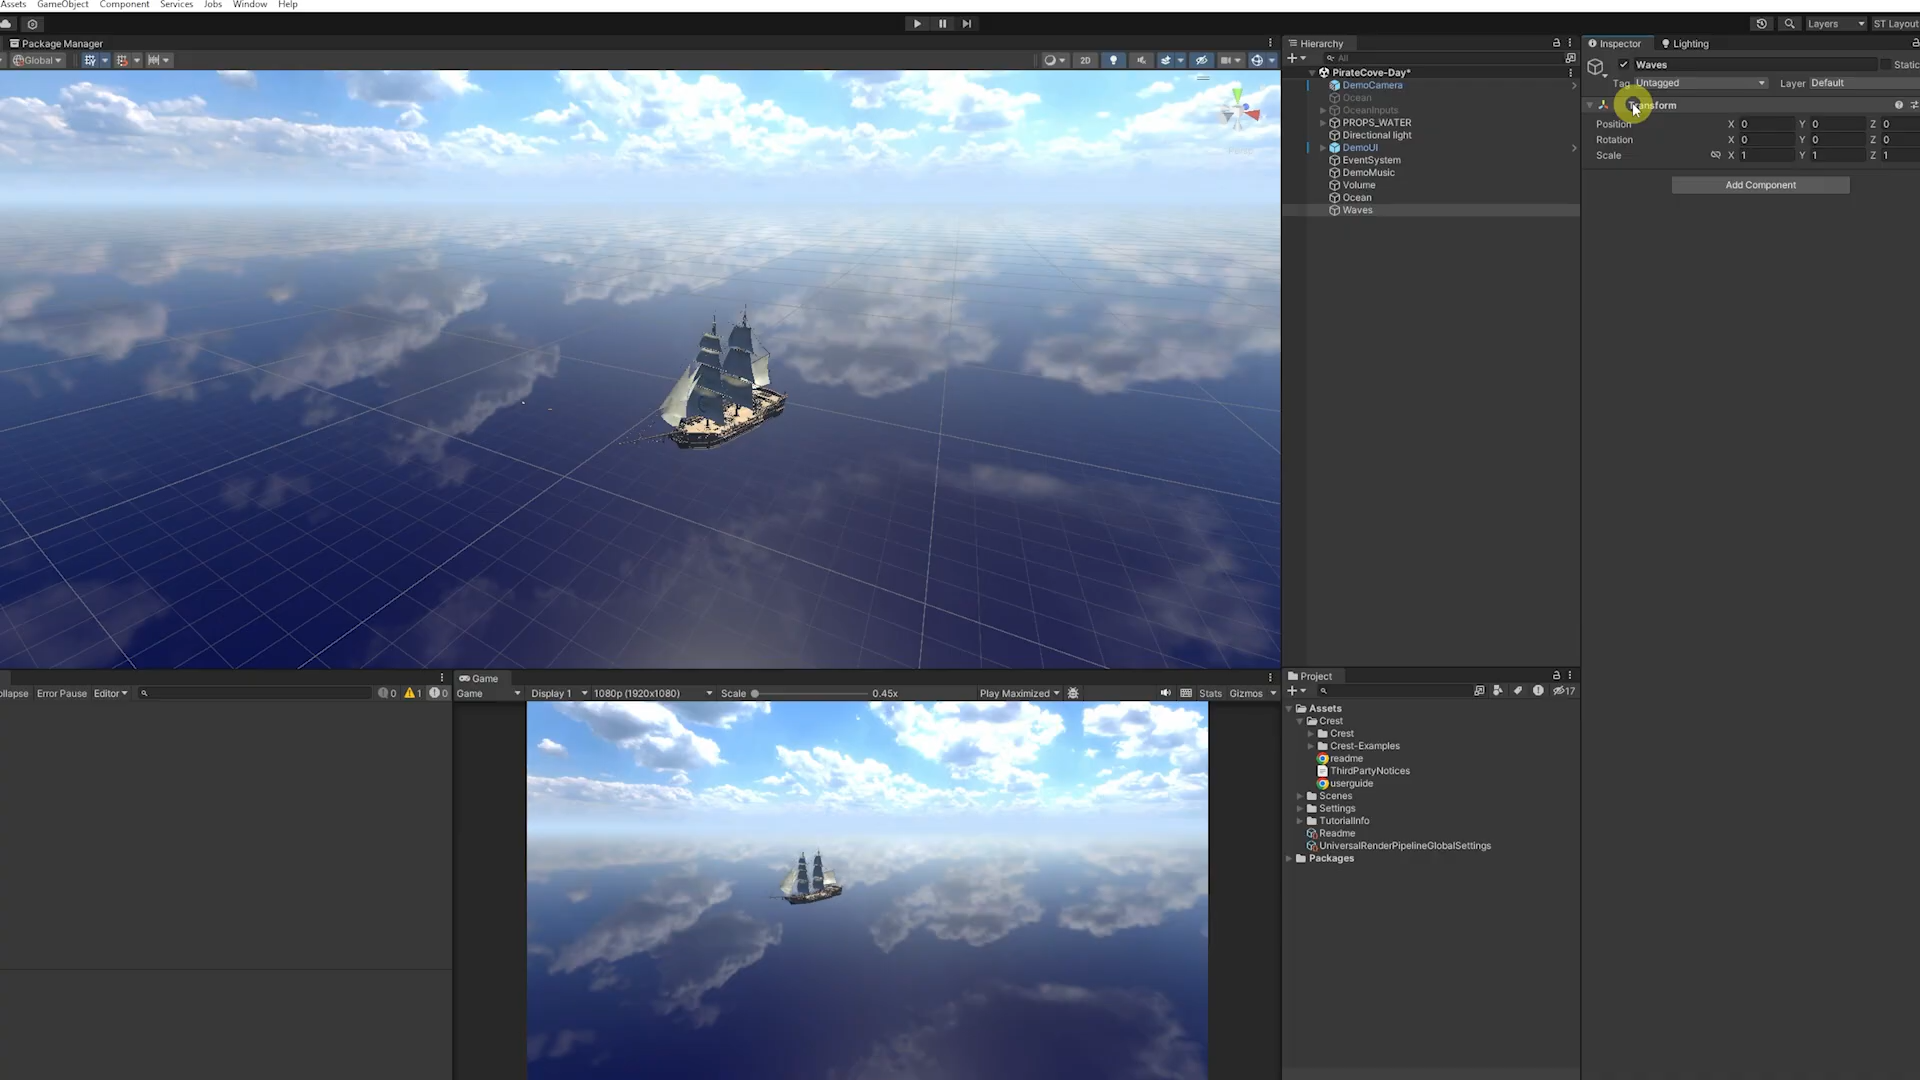 Assets GameObject Component Services Jobs Window Help
Layers ST Layout
Package Manager
Global
2D
Hierarchy
All
PirateCove-Day*
DemoCamera
Ocean
OceanInputs
PROPS_WATER
Directional light
DemoUI
EventSystem
DemoMusic
Volume
Ocean
Waves
Inspector Lighting
Waves Static
Tag Untagged Layer Default
Transform
Position X 0 Y 0 Z 0
Rotation X 0 Y 0 Z 0
Scale X 1 Y 1 Z 1
Add Component
ollapse Error Pause Editor 0 1 0
Game
Game Display 1 1080p (1920x1080) Scale 0.45x Play Maximized Stats Gizmos
Project
17
Assets
Crest
Crest
Crest-Examples
readme
ThirdPartyNotices
userguide
Scenes
Settings
TutorialInfo
Readme
UniversalRenderPipelineGlobalSettings
Packages